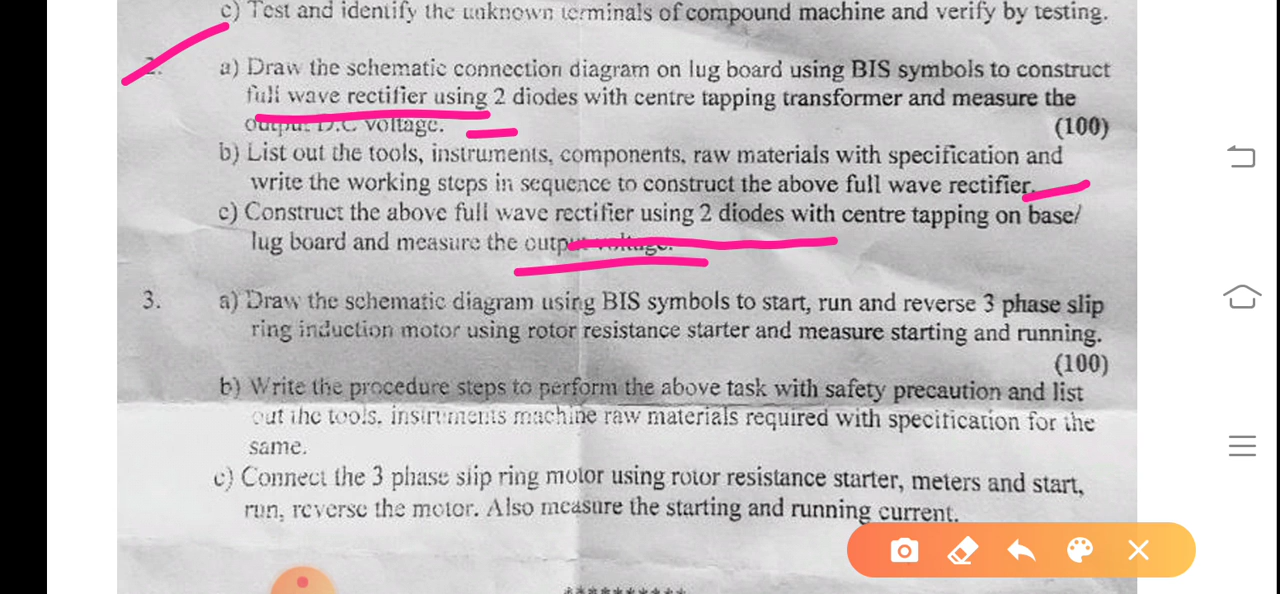 c) Test and identify the unknown terminals of compound machine and verify by testing.
2. a) Draw the schematic connection diagram on lug board using BIS symbols to construct
full wave rectifier using 2 diodes with centre tapping transformer and measure the
output D.C voltage. (100)
b) List out the tools, instruments, components, raw materials with specification and
write the working steps in sequence to construct the above full wave rectifier.
c) Construct the above full wave rectifier using 2 diodes with centre tapping on base/
lug board and measure the output voltage.
3. a) Draw the schematic diagram using BIS symbols to start, run and reverse 3 phase slip
ring induction motor using rotor resistance starter and measure starting and running.
(100)
b) Write the procedure steps to perform the above task with safety precaution and list
out the tools, instruments machine raw materials required with specification for the
same.
c) Connect the 3 phase slip ring motor using rotor resistance starter, meters and start,
run, reverse the motor. Also measure the starting and running current.
**********